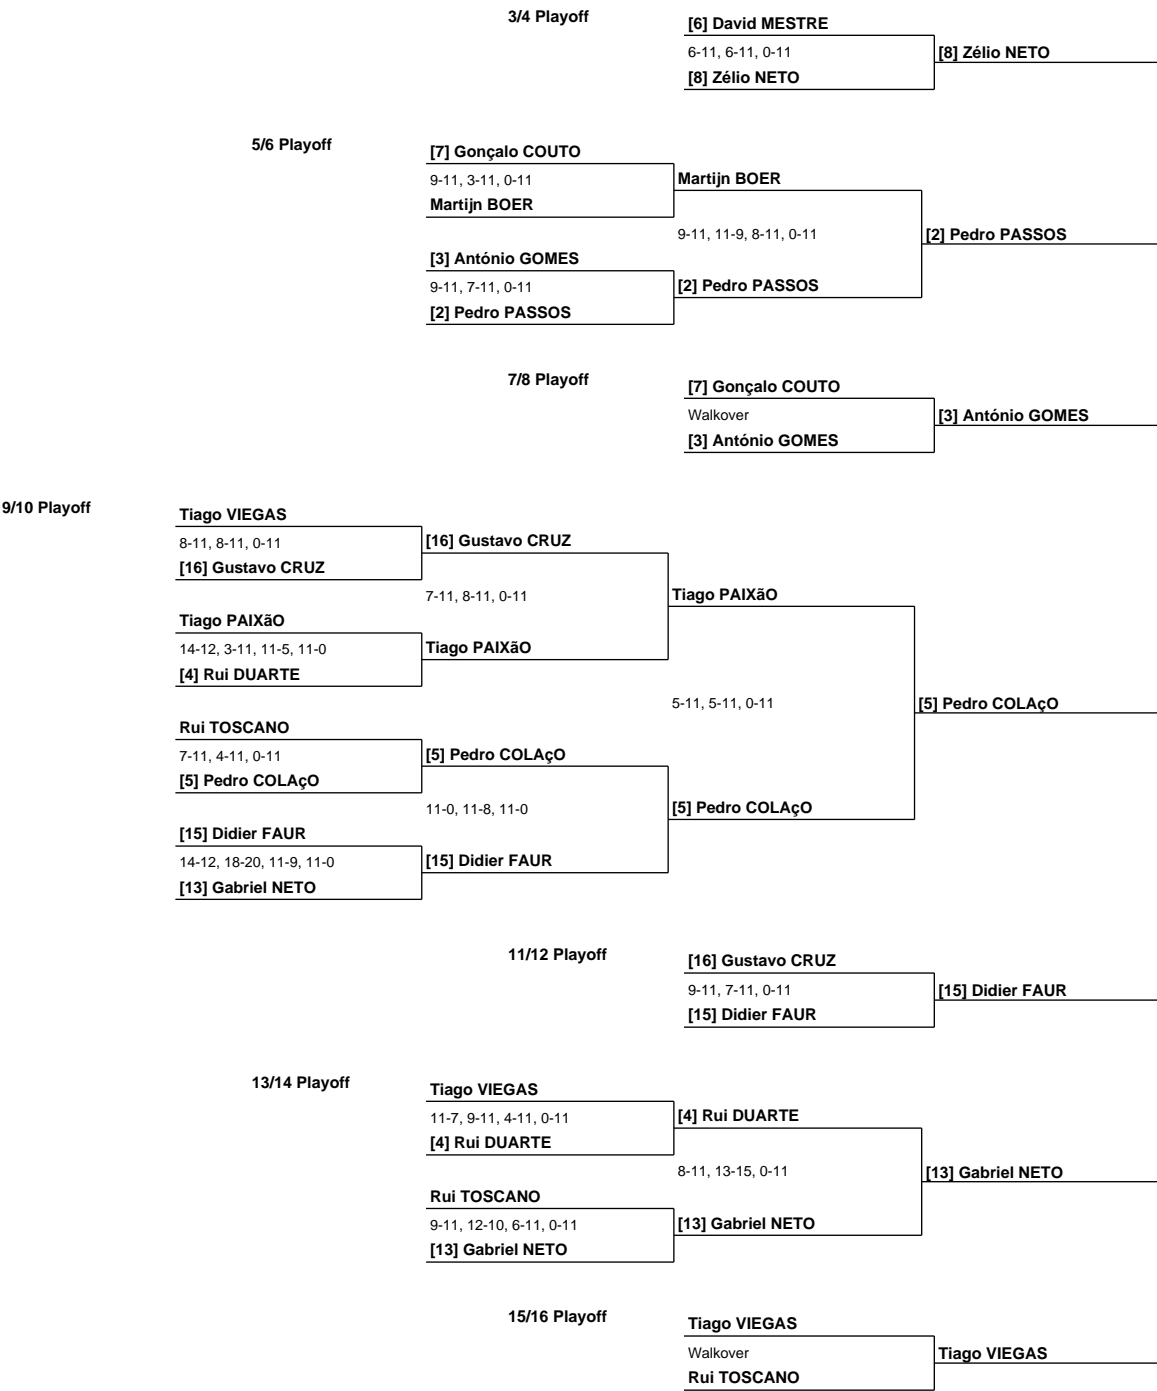 3/4 Playoff
[6] David MESTRE
6-11, 6-11, 0-11
[8] Zélio NETO
[8] Zélio NETO
5/6 Playoff
[7] Gonçalo COUTO
9-11, 3-11, 0-11
Martijn BOER
Martijn BOER
9-11, 11-9, 8-11, 0-11
[2] Pedro PASSOS
[3] António GOMES
9-11, 7-11, 0-11
[2] Pedro PASSOS
[2] Pedro PASSOS
7/8 Playoff
[7] Gonçalo COUTO
Walkover
[3] António GOMES
[3] António GOMES
9/10 Playoff
Tiago VIEGAS
8-11, 8-11, 0-11
[16] Gustavo CRUZ
[16] Gustavo CRUZ
7-11, 8-11, 0-11
Tiago PAIXãO
Tiago PAIXãO
14-12, 3-11, 11-5, 11-0
Tiago PAIXãO
[4] Rui DUARTE
5-11, 5-11, 0-11
[5] Pedro COLAçO
Rui TOSCANO
7-11, 4-11, 0-11
[5] Pedro COLAçO
[5] Pedro COLAçO
11-0, 11-8, 11-0
[5] Pedro COLAçO
[15] Didier FAUR
14-12, 18-20, 11-9, 11-0
[15] Didier FAUR
[13] Gabriel NETO
11/12 Playoff
[16] Gustavo CRUZ
9-11, 7-11, 0-11
[15] Didier FAUR
[15] Didier FAUR
13/14 Playoff
Tiago VIEGAS
11-7, 9-11, 4-11, 0-11
[4] Rui DUARTE
[4] Rui DUARTE
8-11, 13-15, 0-11
[13] Gabriel NETO
Rui TOSCANO
9-11, 12-10, 6-11, 0-11
[13] Gabriel NETO
[13] Gabriel NETO
15/16 Playoff
Tiago VIEGAS
Walkover
Tiago VIEGAS
Rui TOSCANO